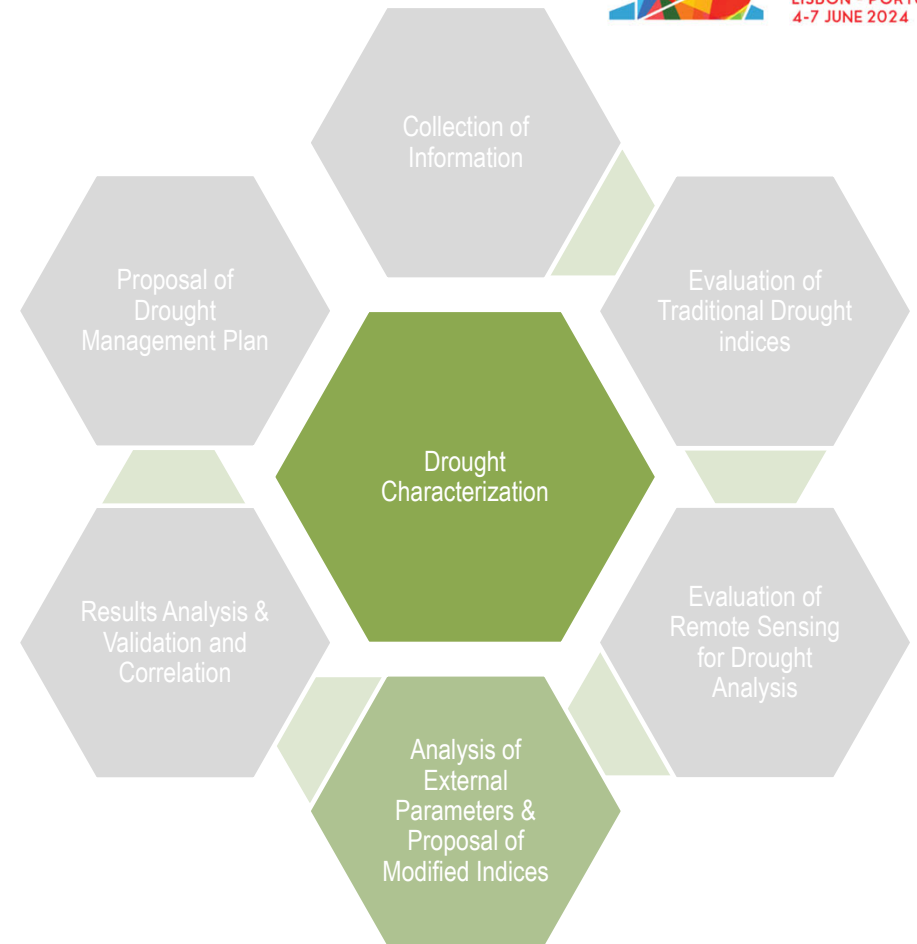 4-7 JUNE 2024
Collection of
Information
Proposal of
Drought
Management Plan
Evaluation of
Traditional Drought
indices
Drought
Characterization
Results Analysis &
Validation and
Correlation
Evaluation of
Remote Sensing
for Drought
Analysis
Analysis of
External
Parameters &
Proposal of
Modified Indices